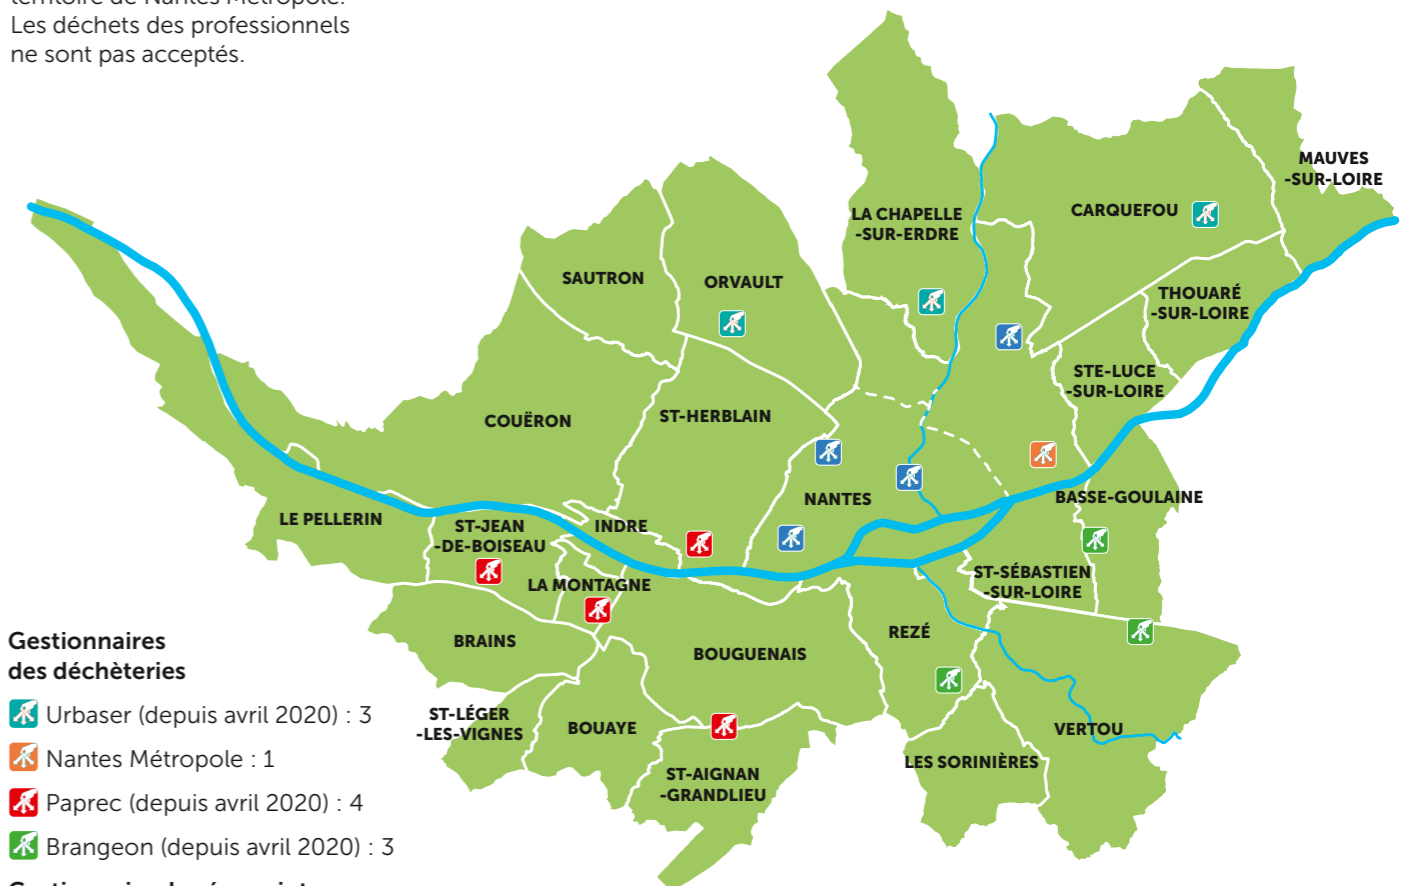 territoire de Nantes Métropole.
Les déchets des professionnels
ne sont pas acceptés.
MAUVES
-SUR-LOIRE
LA CHAPELLE
-SUR-ERDRE
CARQUEFOU
SAUTRON
ORVAULT
THOUARÉ
-SUR-LOIRE
STE-LUCE
-SUR-LOIRE
COUËRON
ST-HERBLAIN
NANTES
BASSE-GOULAINE
LE PELLERIN
ST-JEAN
-DE-BOISEAU
INDRE
LA MONTAGNE
ST-SÉBASTIEN
-SUR-LOIRE
BRAINS
BOUGUENAIS
REZÉ
ST-LÉGER
-LES-VIGNES
BOUAYE
VERTOU
ST-AIGNAN
-GRANDLIEU
LES SORINIÈRES
Gestionnaires
des déchèteries
Urbaser (depuis avril 2020) : 3
Nantes Métropole : 1
Paprec (depuis avril 2020) : 4
Brangeon (depuis avril 2020) : 3